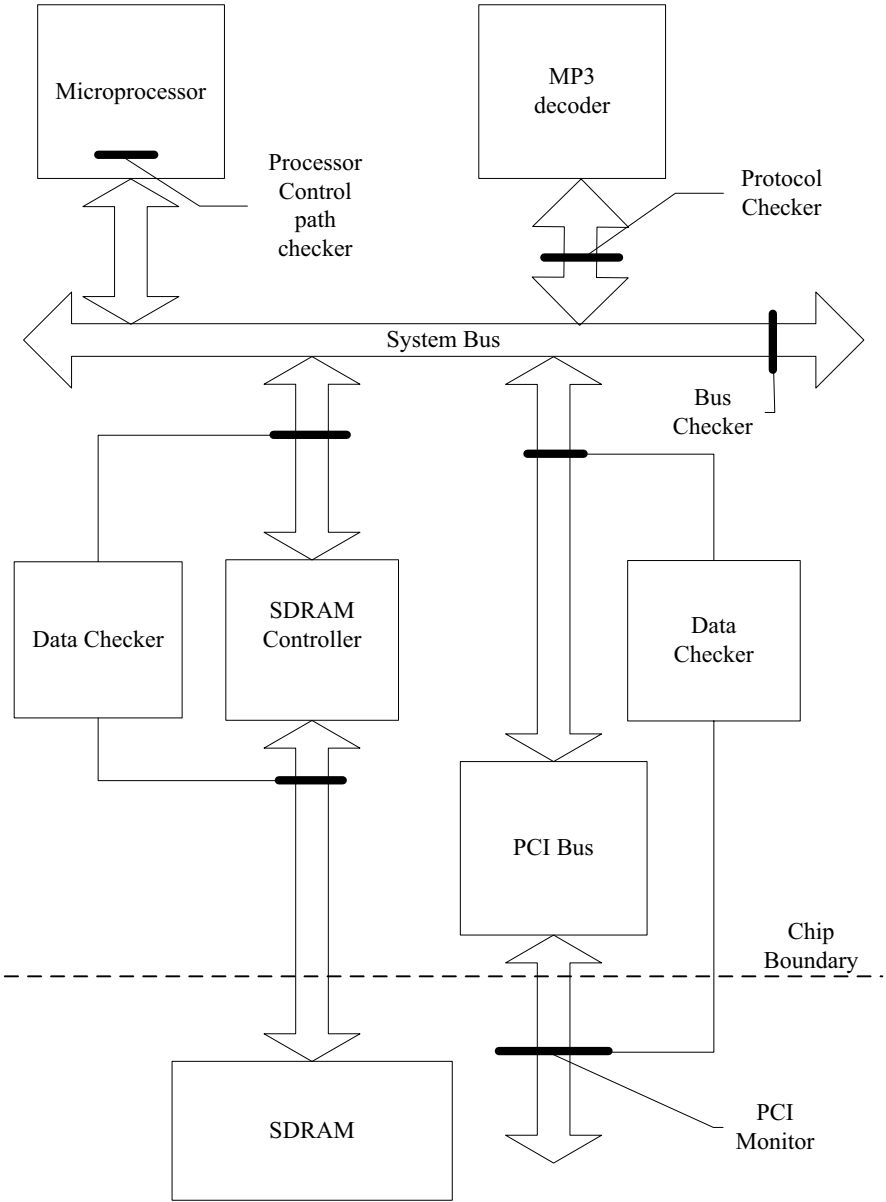 Microprocessor
MP3
decoder
Processor
Control
path
checker
Protocol
Checker
System Bus
Bus
Checker
Data Checker
SDRAM
Controller
Data
Checker
PCI Bus
Chip
Boundary
SDRAM
PCI
Monitor